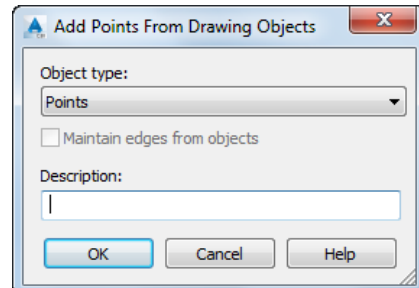 Add Points From Drawing Objects
Object type:
Points
Maintain edges from objects
Description:
OK Cancel Help